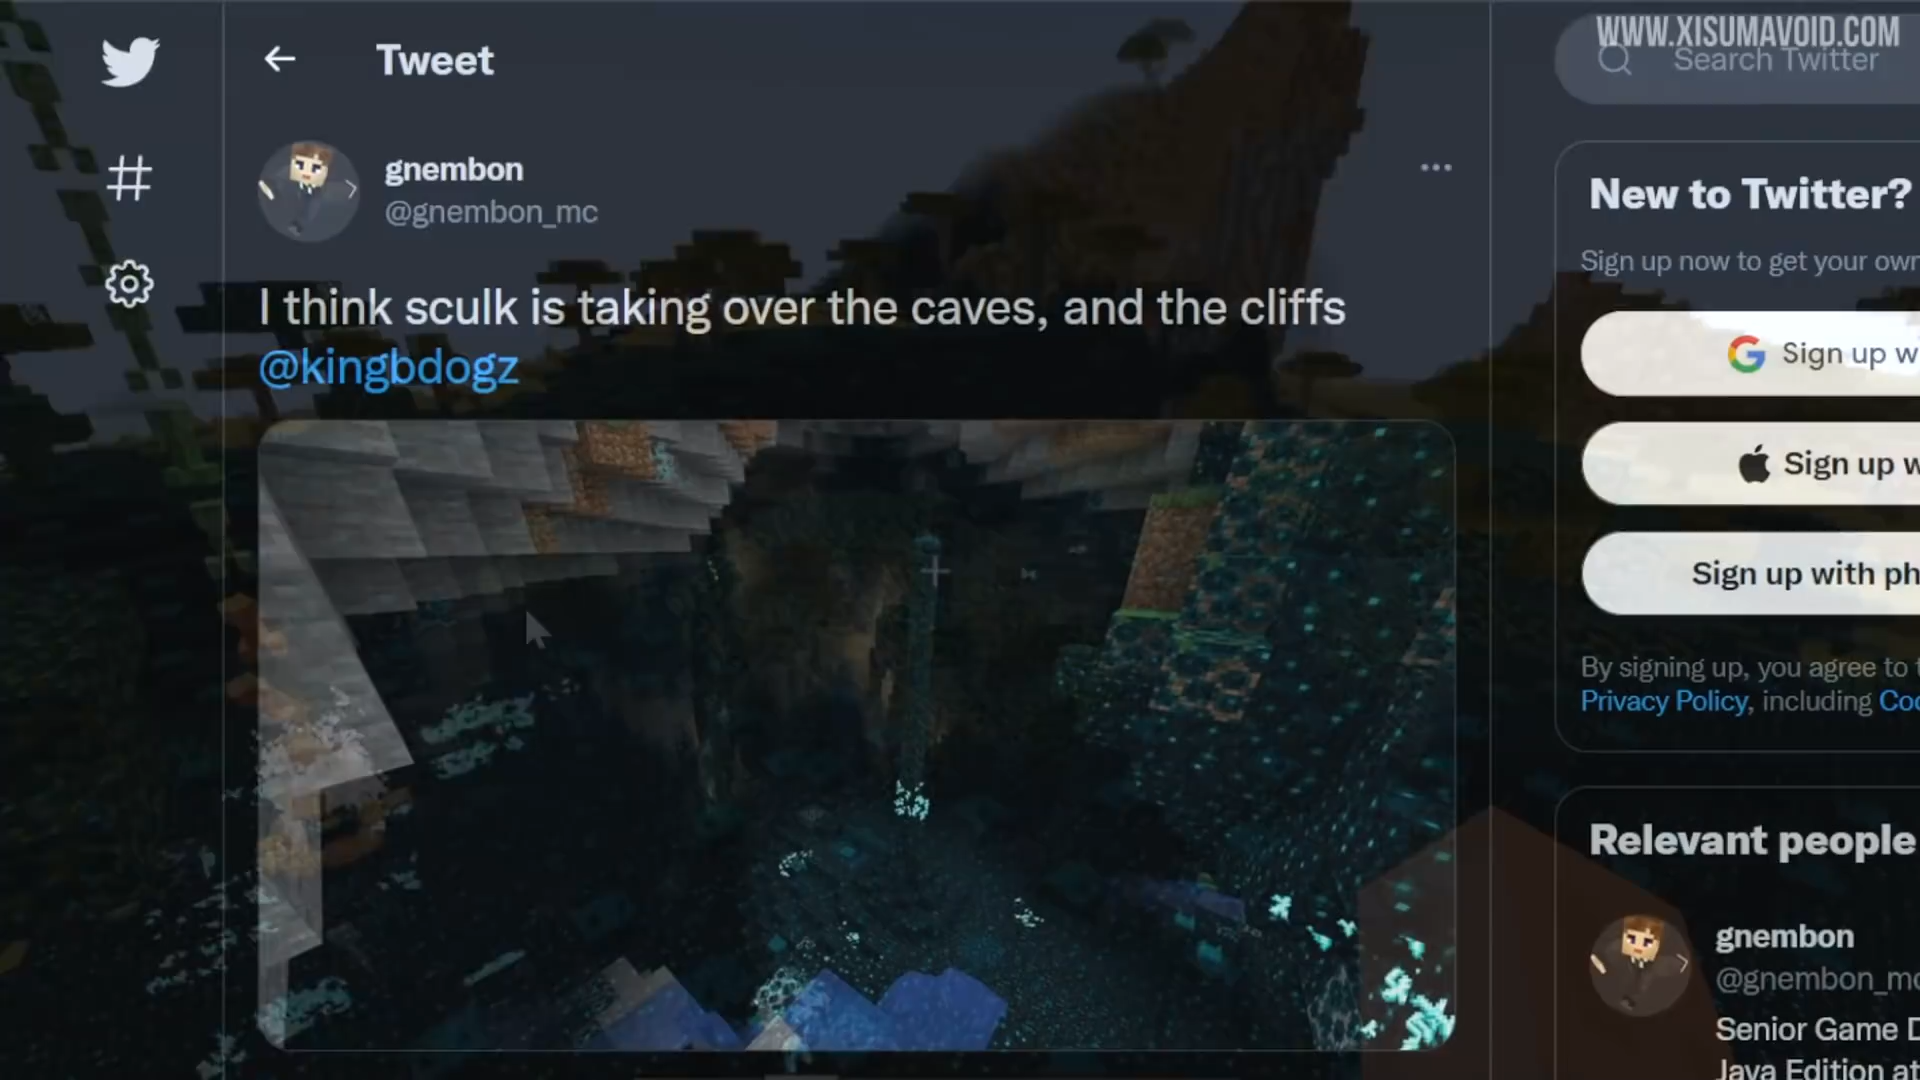 WWW.XISUMAVOID.COM
Tweet
Search Twitter
gnembon
@gnembon_mc
I think sculk is taking over the caves, and the cliffs
@kingbdogz
New to Twitter?
Sign up now to get your own
Sign up w
Sign up w
Sign up with ph
By signing up, you agree to t
Privacy Policy, including Coo
Relevant people
gnembon
@gnembon_mc
Senior Game D
Java Edition at